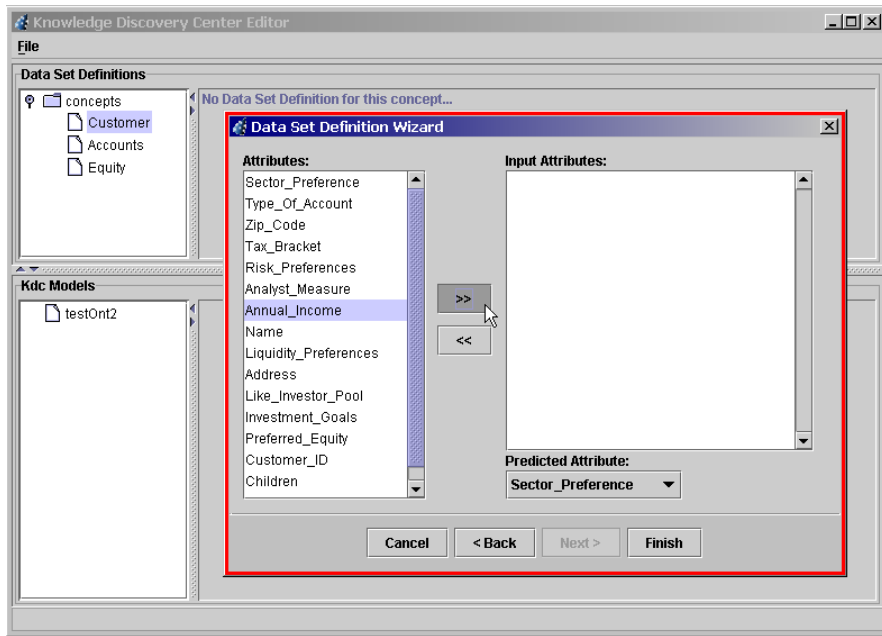 Knowledge Discovery Center Editor
File
Data Set Definitions
concepts
Customer
Accounts
Equity
No Data Set Definition for this concept...
Data Set Definition Wizard
Attributes:
Sector_Preference
Type_Of_Account
Zip_Code
Tax_Bracket
Risk_Preferences
Analyst_Measure
Annual_Income
Name
Liquidity_Preferences
Address
Like_Investor_Pool
Investment_Goals
Preferred_Equity
Customer_ID
Children
>>
<<
Input Attributes:
Predicted Attribute:
Sector_Preference
Cancel
< Back
Next >
Finish
Kdc Models
testOnt2